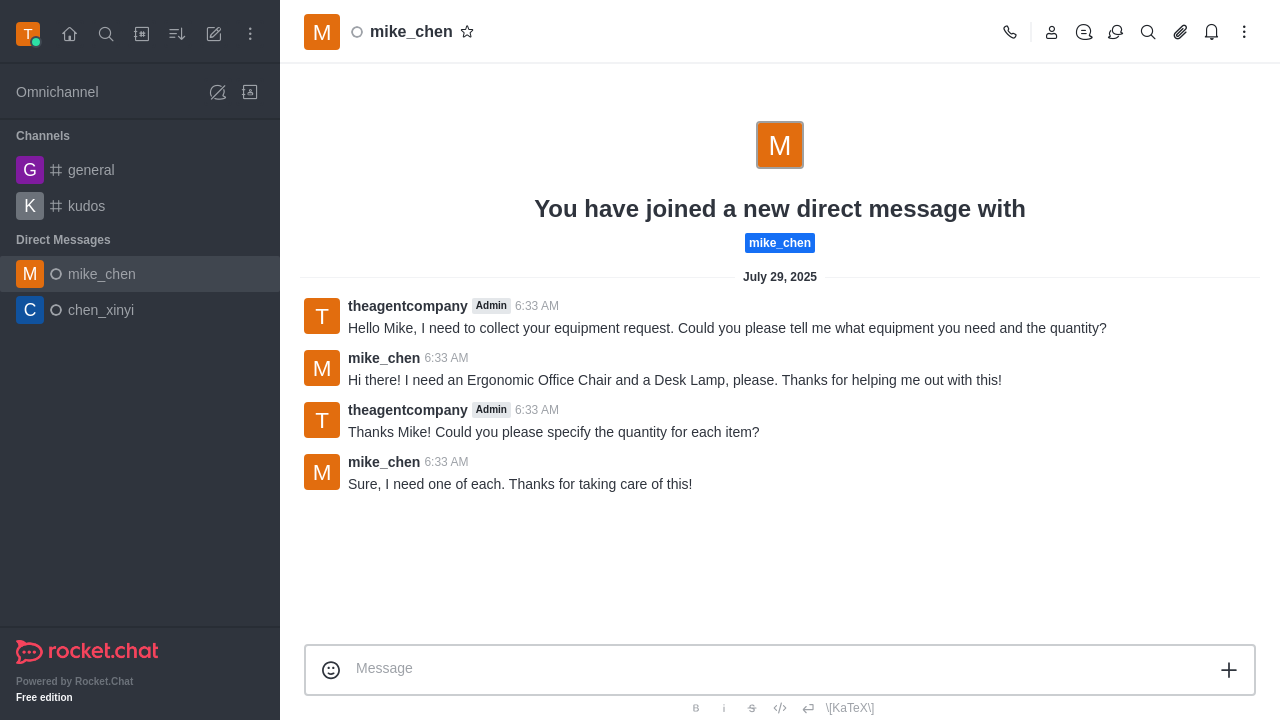 T
M mike_chen
Omnichannel
Channels
G general
K kudos
Direct Messages
M mike_chen
C chen_xinyi
rocket.chat
Powered by Rocket.Chat
Free edition
M
You have joined a new direct message with
mike_chen
July 29, 2025
T theagentcompany Admin 6:33 AM
Hello Mike, I need to collect your equipment request. Could you please tell me what equipment you need and the quantity?
M mike_chen 6:33 AM
Hi there! I need an Ergonomic Office Chair and a Desk Lamp, please. Thanks for helping me out with this!
T theagentcompany Admin 6:33 AM
Thanks Mike! Could you please specify the quantity for each item?
M mike_chen 6:33 AM
Sure, I need one of each. Thanks for taking care of this!
Message
B i S \[KaTeX\]